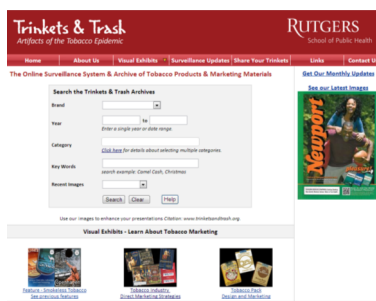 Trinkets & Trash
Artifacts of the Tobacco Epidemic
RUTGERS
School of Public Health
Home
About Us
Visual Exhibits
Surveillance Updates
Share Your Trinkets
Links
Contact U
The Online Surveillance System & Archive of Tobacco Products & Marketing Materials
Get Our Monthly Updates
See our Latest Images
Search the Trinkets & Trash Archives
Brand
Year
to
Enter a single year or date range.
Category
Click here for details about selecting multiple categories.
Key Words
search example: Camel Cash, Christmas
Recent Images
Search
Clear
Help
Newport
Use our images to enhance your presentations Citation: www.trinketsandtrash.org
Visual Exhibits - Learn About Tobacco Marketing
Feature - Smokeless Tobacco
See previous features
Tobacco Industry
Direct Marketing Strategies
Tobacco Pack
Design and Marketing